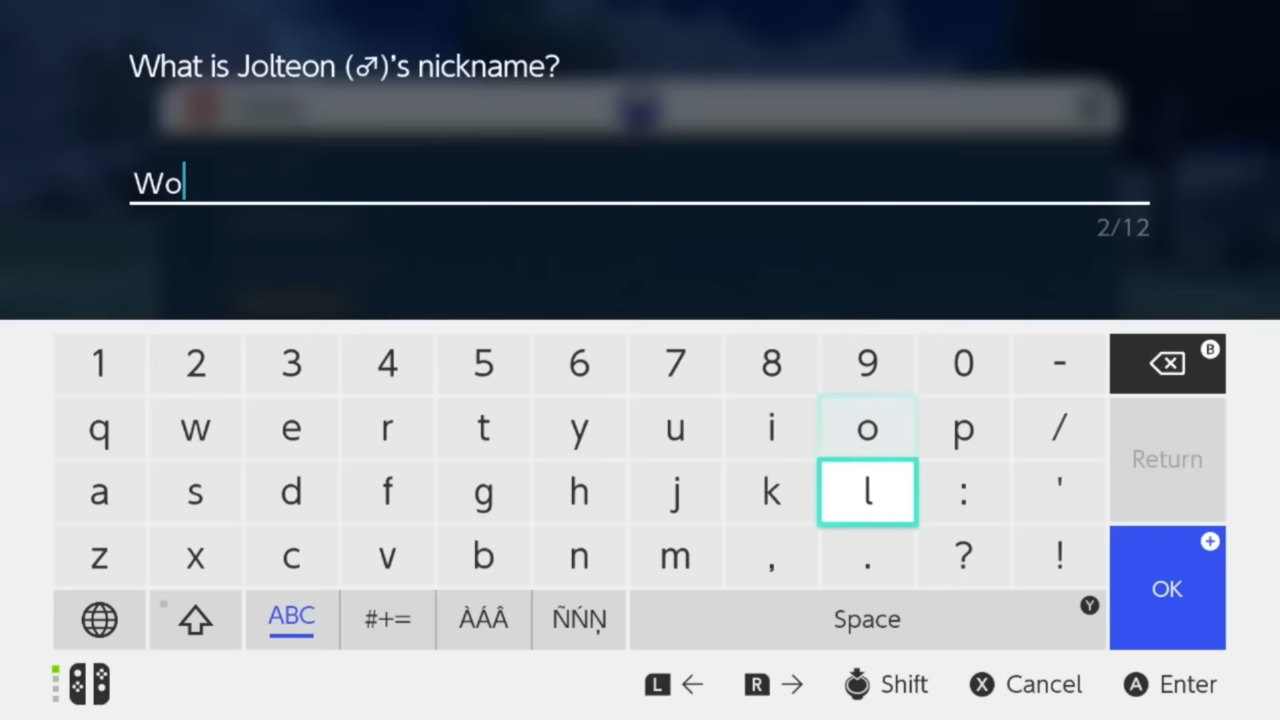 What is Jolteon (♂)'s nickname?
Wo
2/12
1 2 3 4 5 6 7 8 9 0 - B
q w e r t y u i o p / Return
a s d f g h j k l : '
z x c v b n m , . ? ! + OK
ABC #+= ÀÁÂ ÑŃŅ Space Y
L ← R → Shift X Cancel A Enter